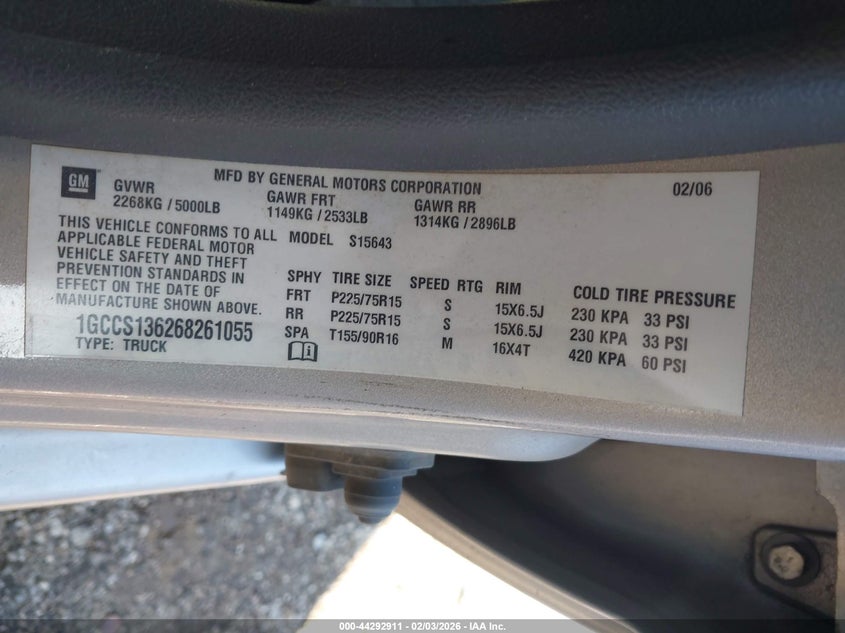 GM
MFD BY GENERAL MOTORS CORPORATION 02/06
GVWR GAWR FRT GAWR RR
2268KG / 5000LB 1149KG / 2533LB 1314KG / 2896LB
THIS VEHICLE CONFORMS TO ALL
APPLICABLE FEDERAL MOTOR
VEHICLE SAFETY AND THEFT
PREVENTION STANDARDS IN
EFFECT ON THE DATE OF
MANUFACTURE SHOWN ABOVE.
1GCCS136268261055
TYPE: TRUCK
MODEL S15643
SPHY TIRE SIZE SPEED RTG RIM COLD TIRE PRESSURE
FRT P225/75R15 S 15X6.5J 230 KPA 33 PSI
RR P225/75R15 S 15X6.5J 230 KPA 33 PSI
SPA T155/90R16 M 16X4T 420 KPA 60 PSI
000-44292911 - 02/03/2026 - IAA Inc.